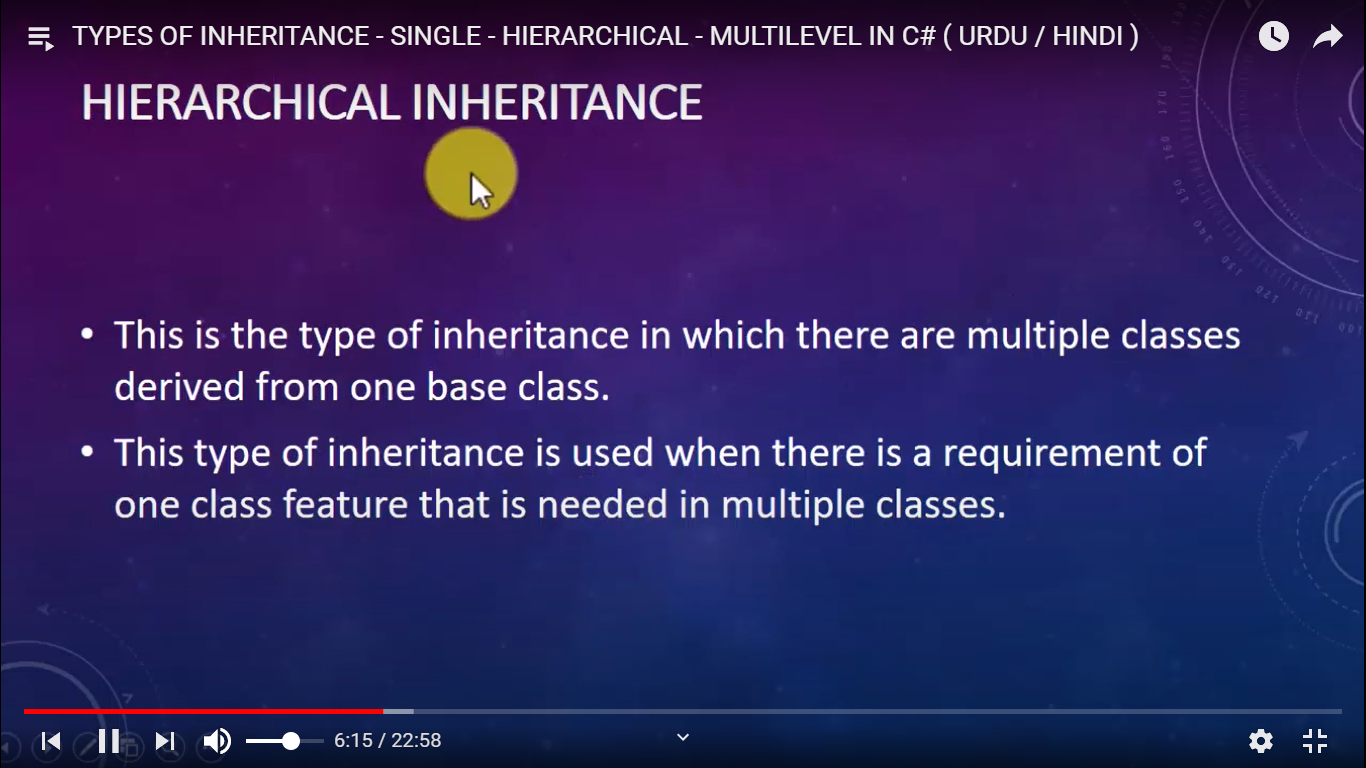 TYPES OF INHERITANCE - SINGLE - HIERARCHICAL - MULTILEVEL IN C# ( URDU / HINDI )
HIERARCHICAL INHERITANCE
• This is the type of inheritance in which there are multiple classes
derived from one base class.
• This type of inheritance is used when there is a requirement of
one class feature that is needed in multiple classes.
6:15 / 22:58